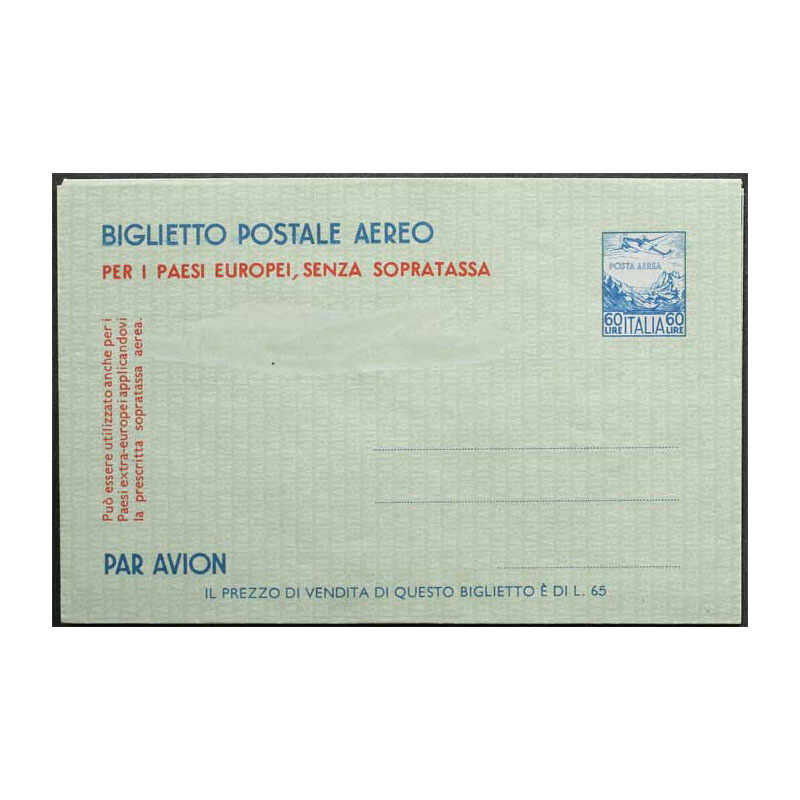 BIGLIETTO POSTALE AEREO
PER I PAESI EUROPEI, SENZA SOPRATASSA
POSTA AEREA
60 LIRE ITALIA 60 LIRE
Può essere utilizzato anche per i
Paesi extra-europei applicandovi
la prescritta sopratassa aerea.
PAR AVION
IL PREZZO DI VENDITA DI QUESTO BIGLIETTO È DI L. 65